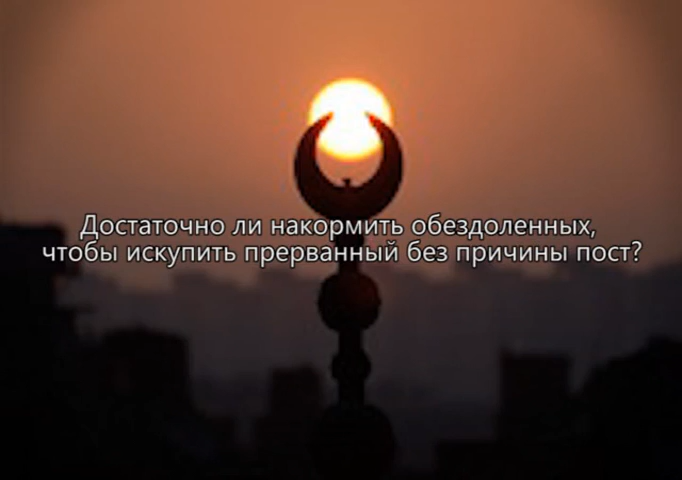 Достаточно ли накормить обездоленных,
чтобы искупить прерванный без причины пост?